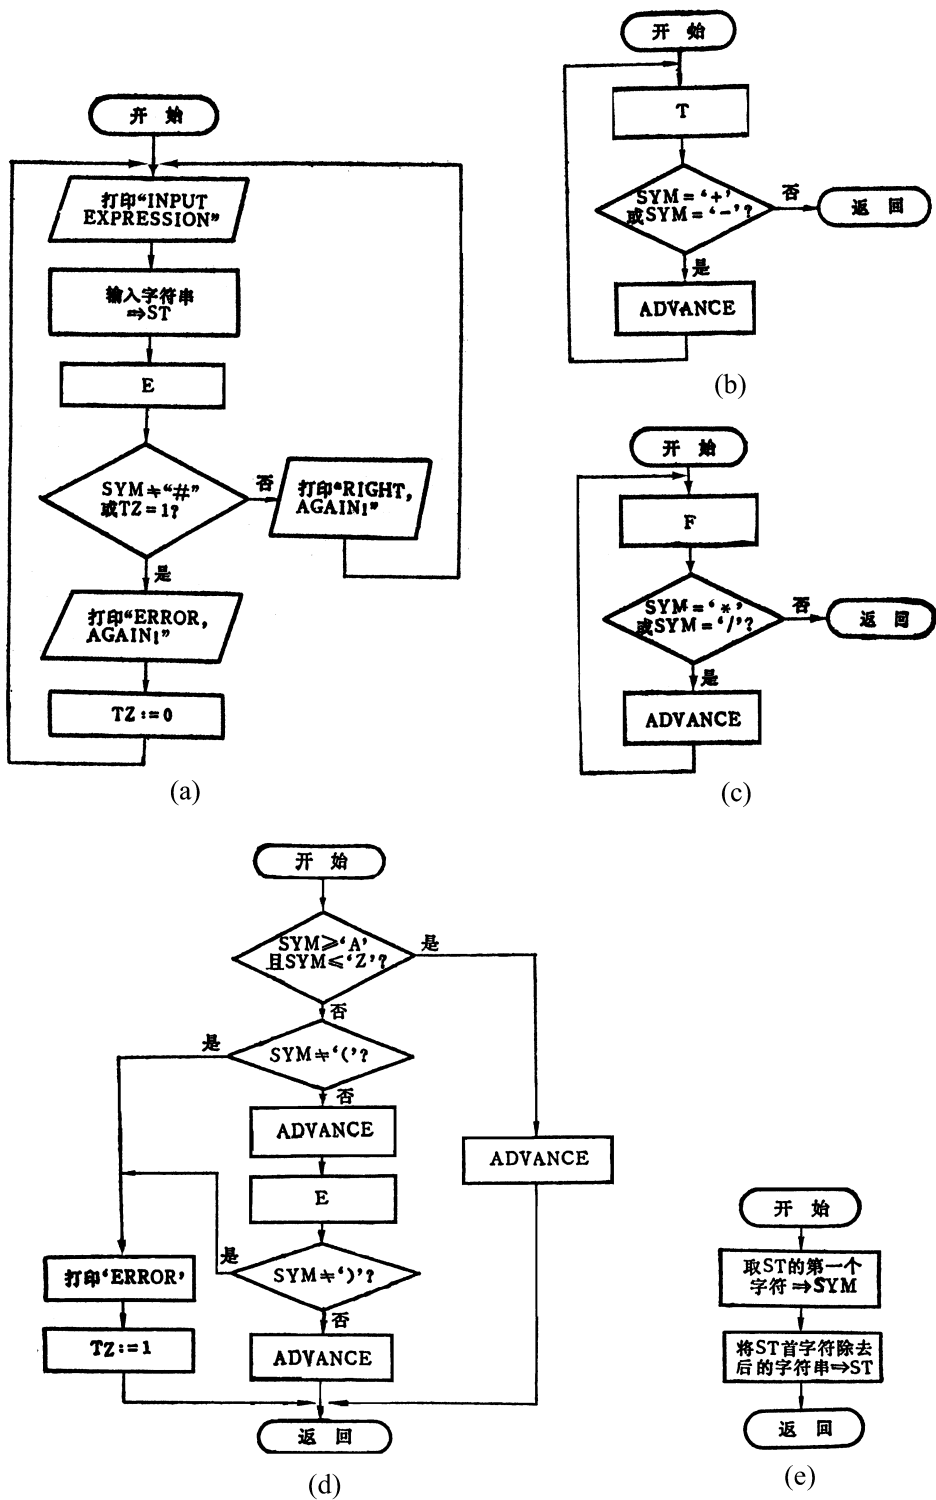 开 始
打印“INPUT
EXPRESSION”
输入字符串
⇒ST
E
SYM≒“#”
或TZ=1?
否
打印“RIGHT,
AGAIN!”
是
打印“ERROR,
AGAIN!”
TZ:=0
(a)
开 始
T
SYM=‘+’
或SYM=‘-’?
否
返 回
是
ADVANCE
(b)
开 始
F
SYM=‘*’
或SYM=‘/’?
否
返 回
是
ADVANCE
(c)
开 始
SYM⩾‘A’
且SYM⩽‘Z’?
是
否
SYM≒‘(’?
是
否
ADVANCE
ADVANCE
E
SYM≒‘)’?
是
否
打印‘ERROR’
TZ:=1
ADVANCE
返 回
(d)
开 始
取ST的第一个
字符⇒SYM
将ST首字符除去
后的字符串⇒ST
返 回
(e)